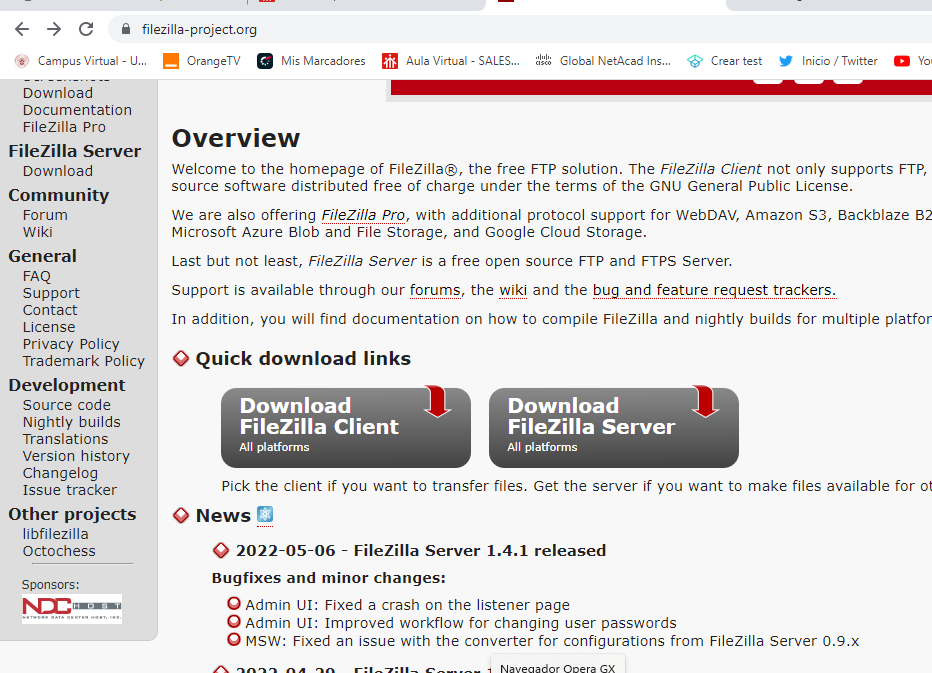 filezilla-project.org
Campus Virtual - U... OrangeTV Mis Marcadores Aula Virtual - SALES... Global NetAcad Ins... Crear test Inicio / Twitter You
Screenshots
Download
Documentation
FileZilla Pro
FileZilla Server
Download
Community
Forum
Wiki
General
FAQ
Support
Contact
License
Privacy Policy
Trademark Policy
Development
Source code
Nightly builds
Translations
Version history
Changelog
Issue tracker
Other projects
libfilezilla
Octochess
Sponsors:
NDC HOST
NETWORK DATA CENTER HOST, INC.
Overview
Welcome to the homepage of FileZilla®, the free FTP solution. The FileZilla Client not only supports FTP,
source software distributed free of charge under the terms of the GNU General Public License.
We are also offering FileZilla Pro, with additional protocol support for WebDAV, Amazon S3, Backblaze B2
Microsoft Azure Blob and File Storage, and Google Cloud Storage.
Last but not least, FileZilla Server is a free open source FTP and FTPS Server.
Support is available through our forums, the wiki and the bug and feature request trackers.
In addition, you will find documentation on how to compile FileZilla and nightly builds for multiple platfor
Quick download links
Download
FileZilla Client
All platforms
Download
FileZilla Server
All platforms
Pick the client if you want to transfer files. Get the server if you want to make files available for ot
News
2022-05-06 - FileZilla Server 1.4.1 released
Bugfixes and minor changes:
Admin UI: Fixed a crash on the listener page
Admin UI: Improved workflow for changing user passwords
MSW: Fixed an issue with the converter for configurations from FileZilla Server 0.9.x
2022-04-29 - FileZilla Server 1
Navegador Opera GX